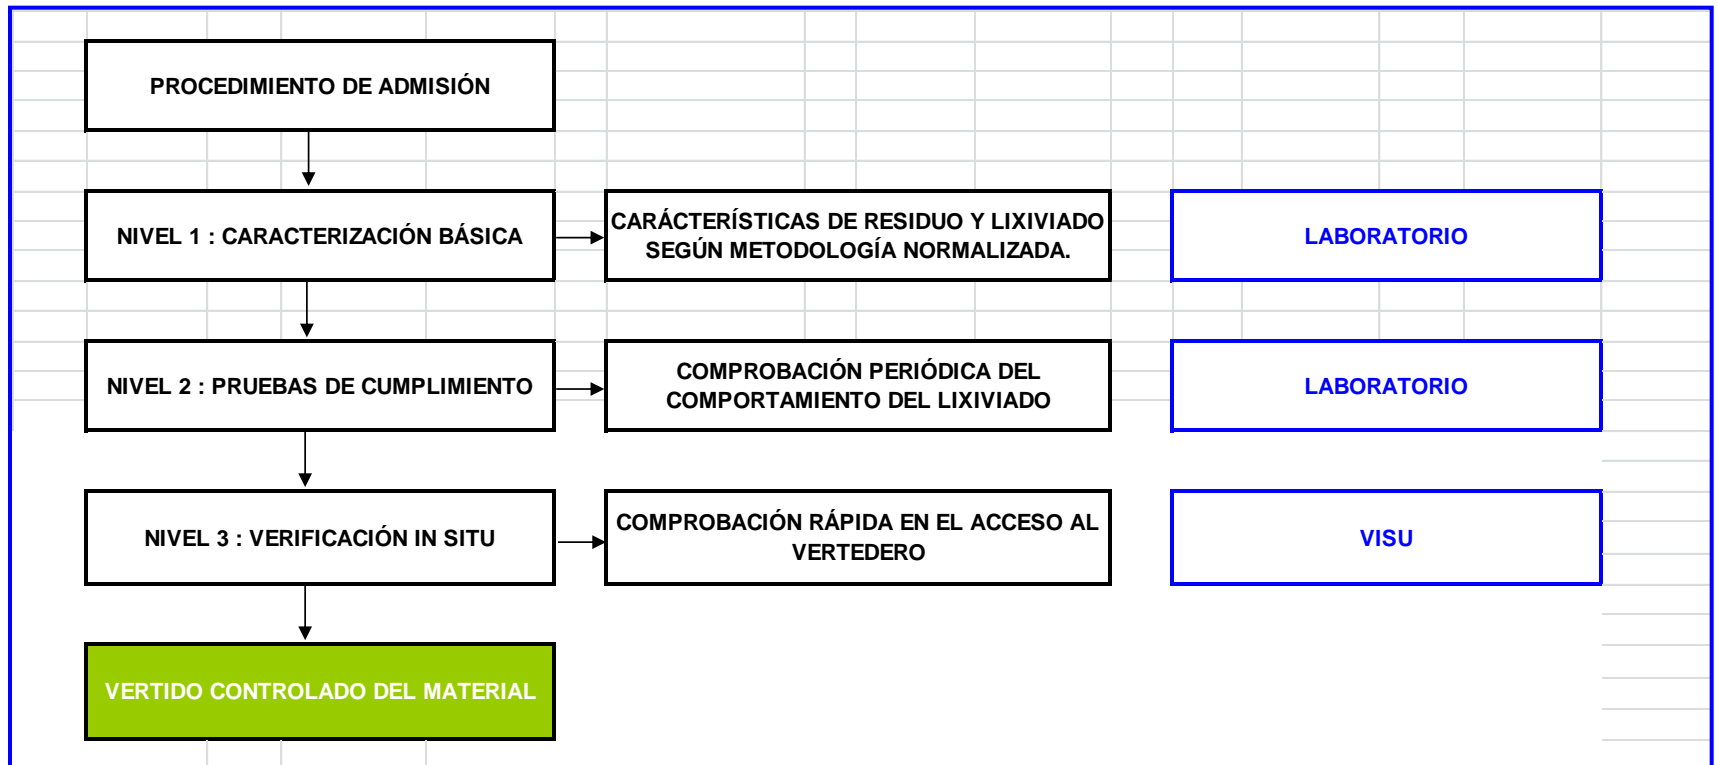 PROCEDIMIENTO DE ADMISIÓN
NIVEL 1 : CARACTERIZACIÓN BÁSICA
CARÁCTERÍSTICAS DE RESIDUO Y LIXIVIADO
SEGÚN METODOLOGÍA NORMALIZADA.
LABORATORIO
NIVEL 2 : PRUEBAS DE CUMPLIMIENTO
COMPROBACIÓN PERIÓDICA DEL
COMPORTAMIENTO DEL LIXIVIADO
LABORATORIO
NIVEL 3 : VERIFICACIÓN IN SITU
COMPROBACIÓN RÁPIDA EN EL ACCESO AL
VERTEDERO
VISU
VERTIDO CONTROLADO DEL MATERIAL